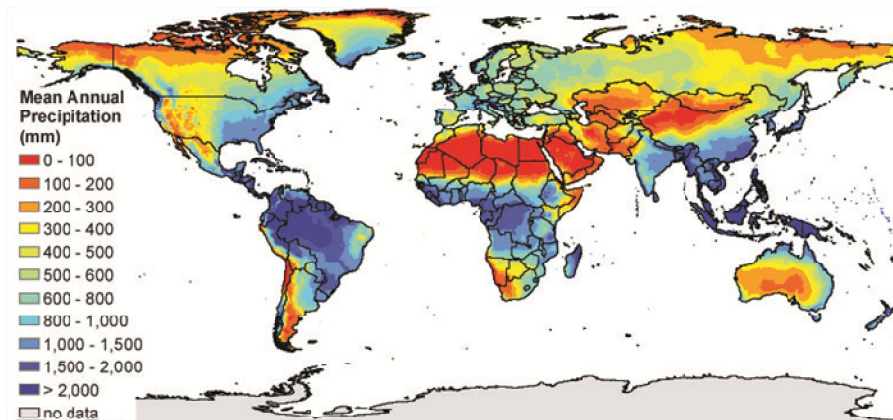 Mean Annual
Precipitation
(mm)
0 - 100
100 - 200
200 - 300
300 - 400
400 - 500
500 - 600
600 - 800
800 - 1,000
1,000 - 1,500
1,500 - 2,000
> 2,000
no data